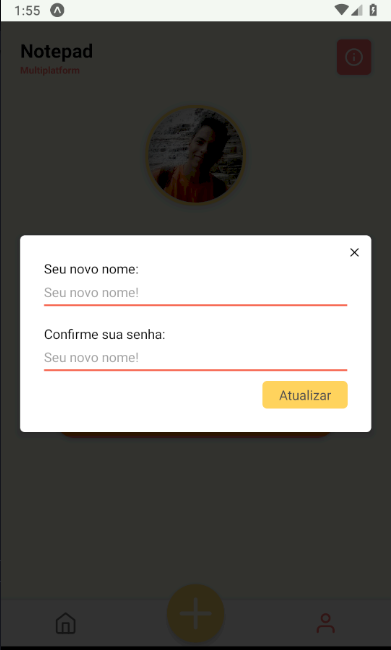 1:55
Notepad
Multiplatform
Seu novo nome:
Seu novo nome!
Confirme sua senha:
Seu novo nome!
Atualizar